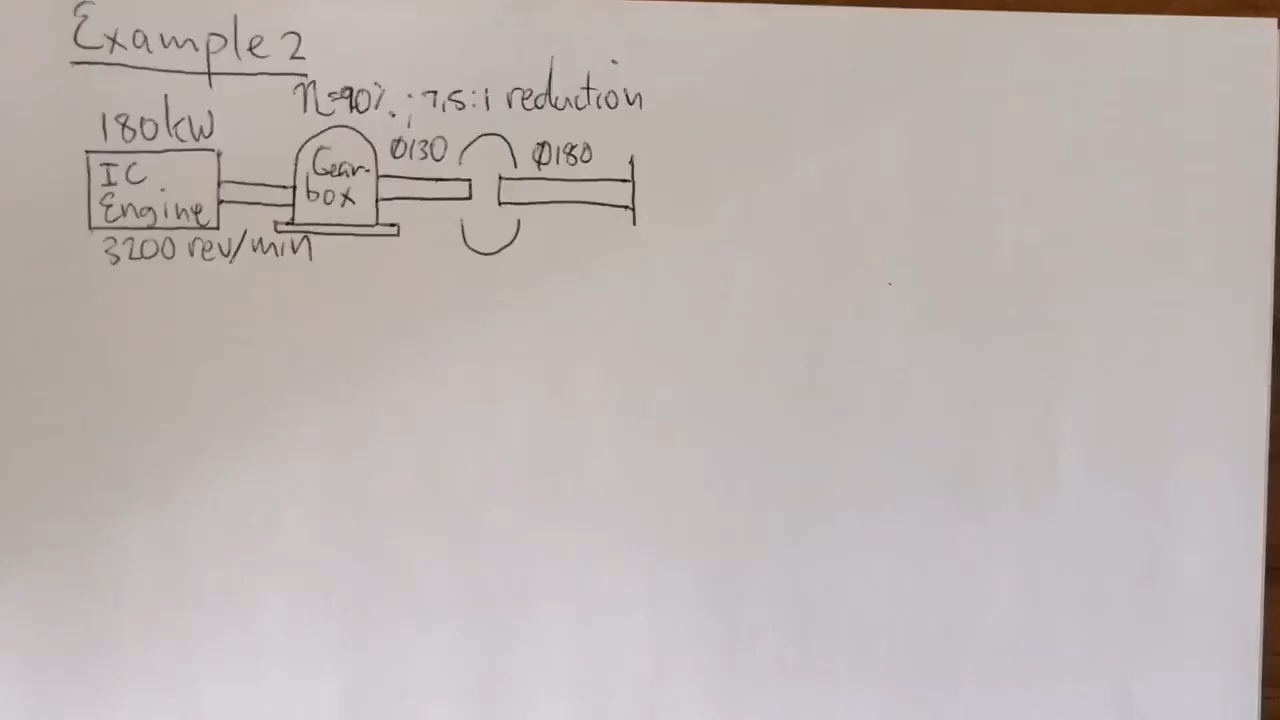 Example 2
η=90%; 7,5:1 reduction
180kW
Ø130
Ø180
IC
Engine
Gear-
box
3200 rev/min